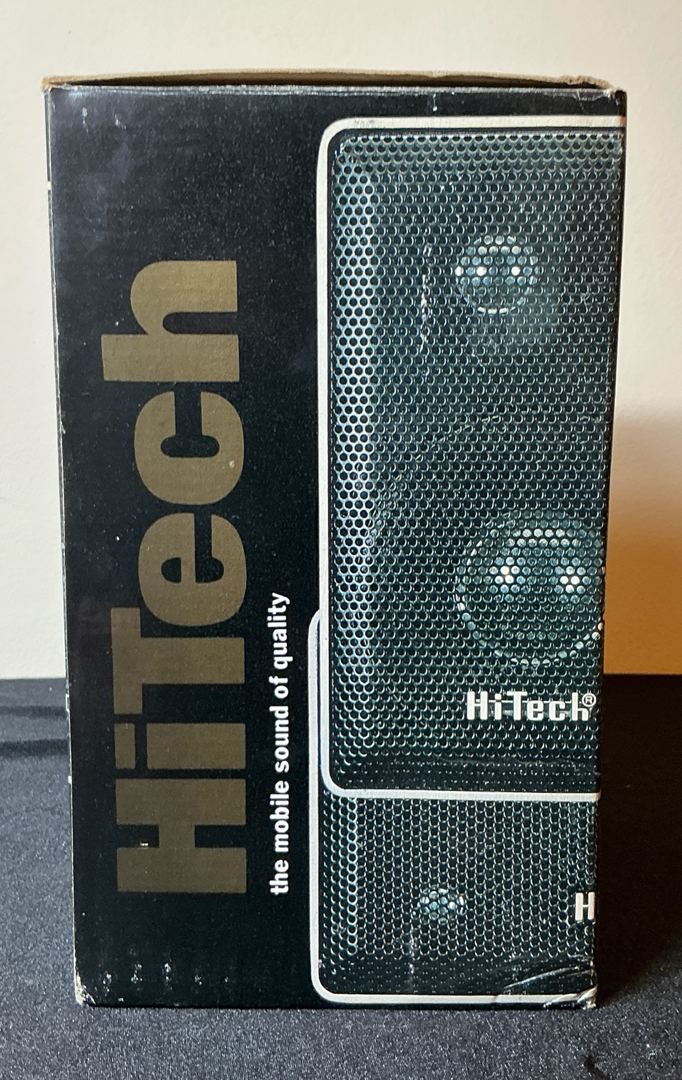 HiTech
the mobile sound of quality
HiTech®
H